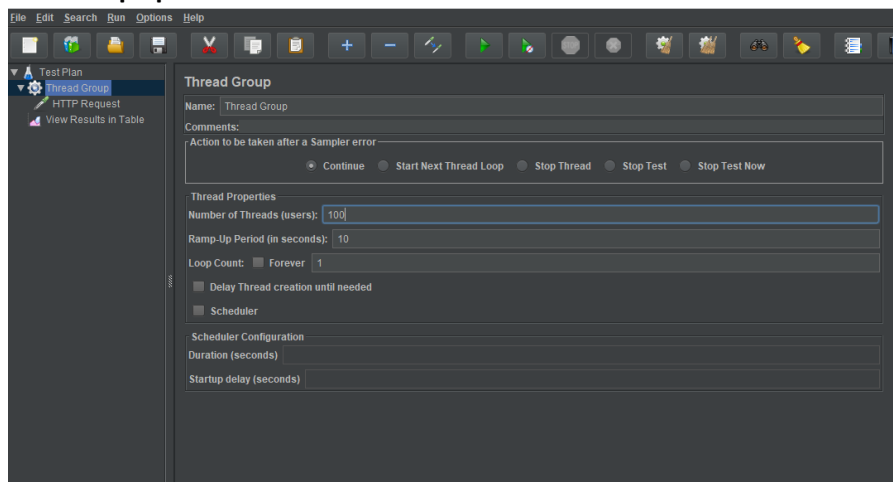 File Edit Search Run Options Help
Test Plan
Thread Group
HTTP Request
View Results in Table
Thread Group
Name: Thread Group
Comments:
Action to be taken after a Sampler error
Continue Start Next Thread Loop Stop Thread Stop Test Stop Test Now
Thread Properties
Number of Threads (users): 100
Ramp-Up Period (in seconds): 10
Loop Count: Forever 1
Delay Thread creation until needed
Scheduler
Scheduler Configuration
Duration (seconds)
Startup delay (seconds)